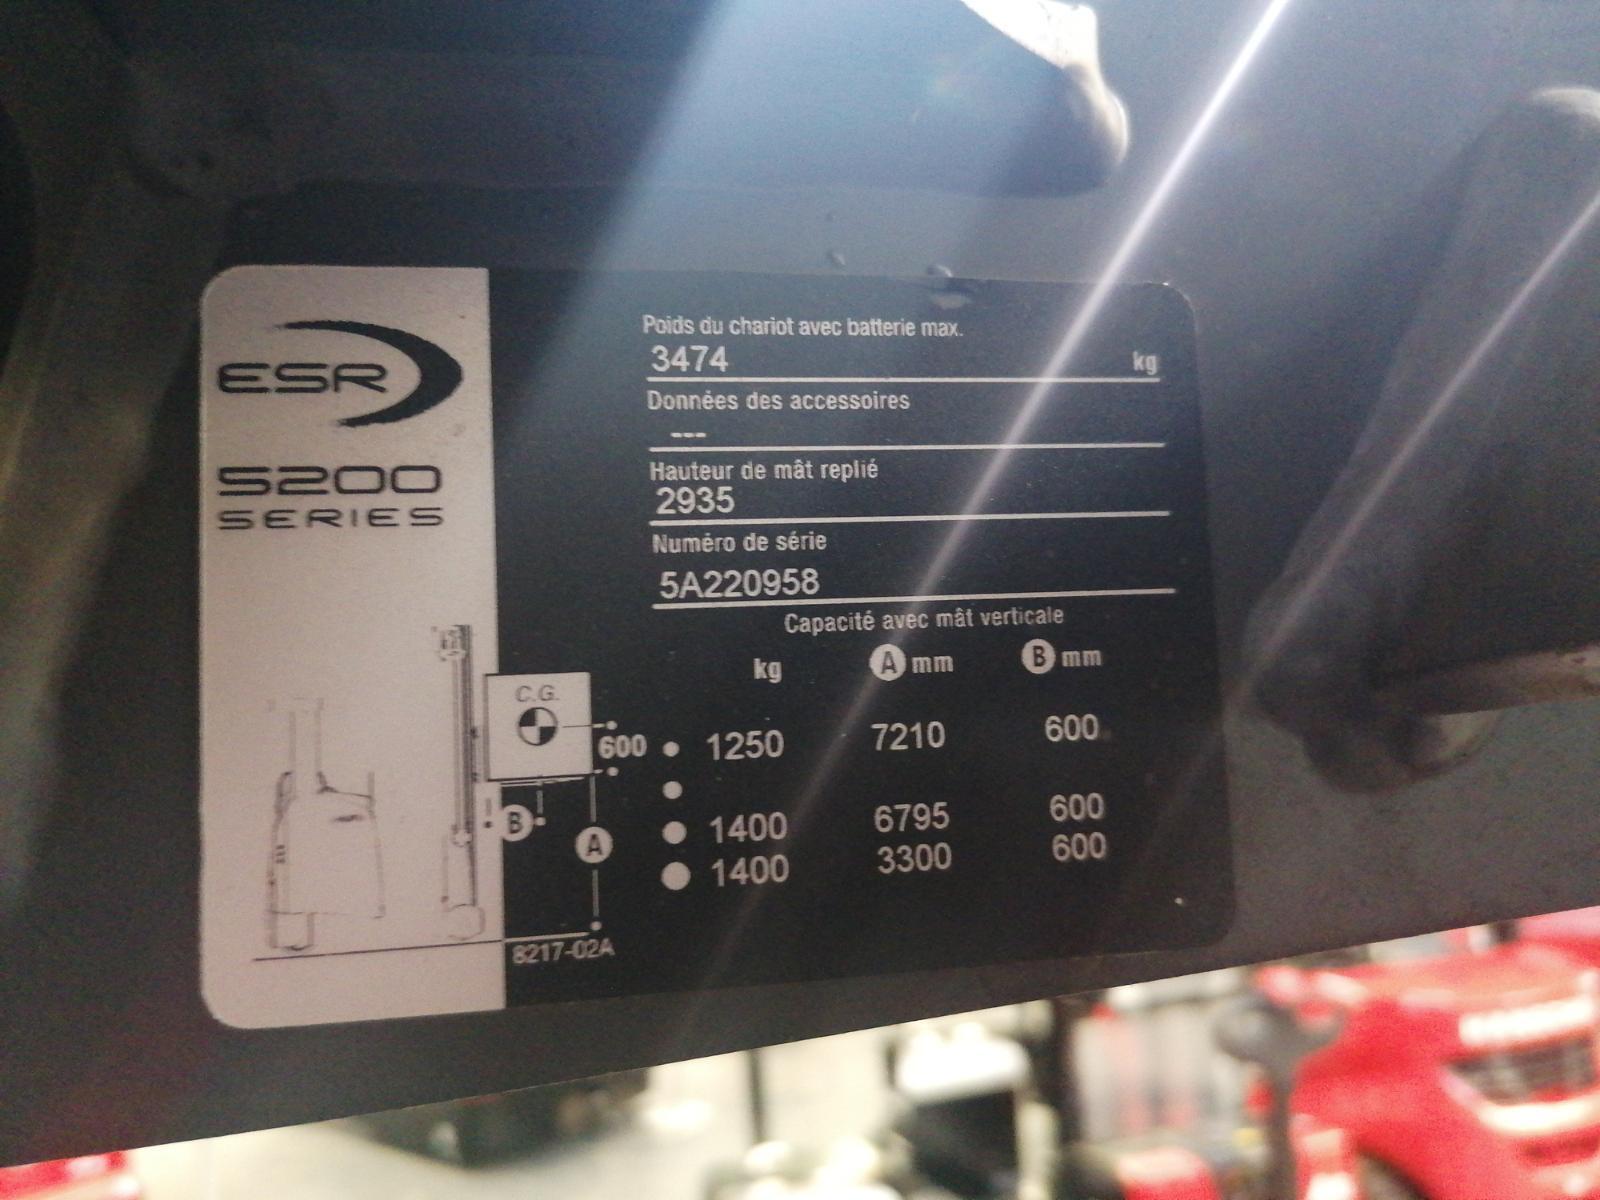 ESR
5200
SERIES
Poids du chariot avec batterie max.
3474 kg
Données des accessoires
---
Hauteur de mât replié
2935
Numéro de série
5A220958
Capacité avec mât verticale
kg A mm B mm
C.G.
600
1250 7210 600
1400 6795 600
1400 3300 600
B
A
8217-02A